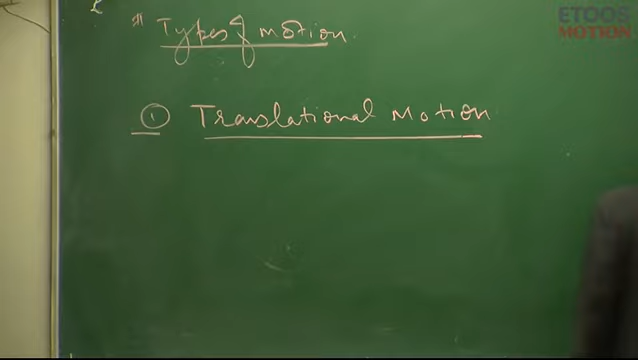 ETOOS
MOTION
# Types of motion.
① Translational Motion